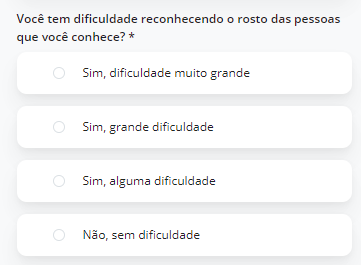 Você tem dificuldade reconhecendo o rosto das pessoas
que você conhece? *
Sim, dificuldade muito grande
Sim, grande dificuldade
Sim, alguma dificuldade
Não, sem dificuldade